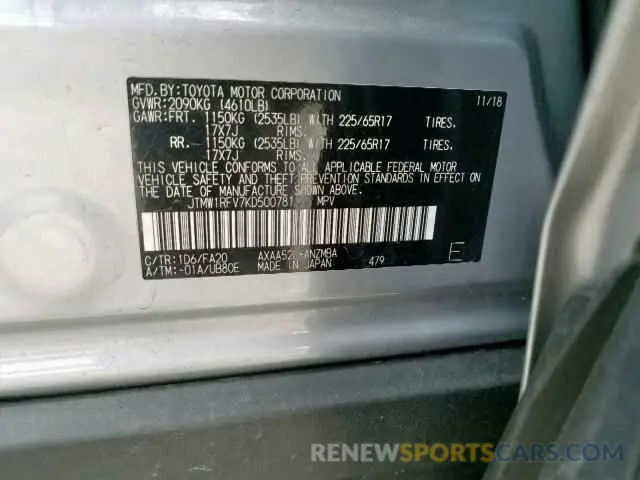 MFD.BY:TOYOTA MOTOR CORPORATION 11/18
GVWR:2090KG (4610LB)
GAWR:FRT. 1150KG (2535LB) WITH 225/65R17 TIRES.
17X7J RIMS.
RR. 1150KG (2535LB) WITH 225/65R17 TIRES.
17X7J RIMS.
THIS VEHICLE CONFORMS TO ALL APPLICABLE FEDERAL MOTOR
VEHICLE SAFETY AND THEFT PREVENTION STANDARDS IN EFFECT
ON THE DATE OF MANUFACTURE SHOWN ABOVE.
JTMW1RFV7KD500781 MPV
C/TR:1D6/FA20 AXAA52L-ANZMBA
A/TM:-01A/UB80E MADE IN JAPAN 479 E
RENEWSALVAGEDBIDS.COM